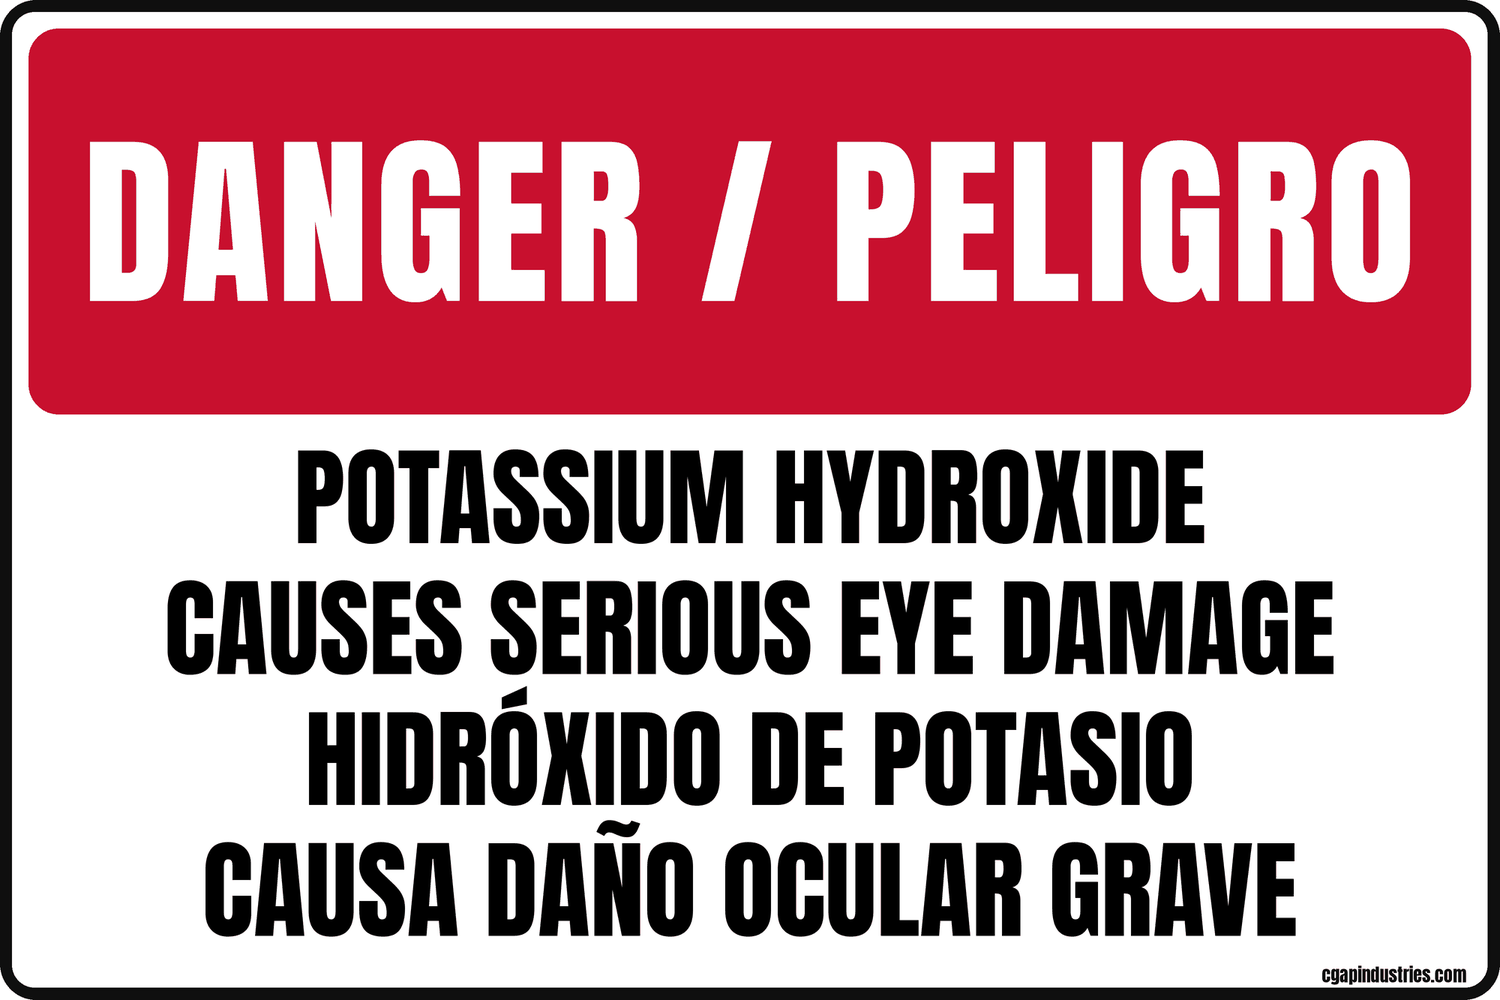 DANGER / PELIGRO
POTASSIUM HYDROXIDE
CAUSES SERIOUS EYE DAMAGE
HIDRÓXIDO DE POTASIO
CAUSA DAÑO OCULAR GRAVE
cgapindustries.com